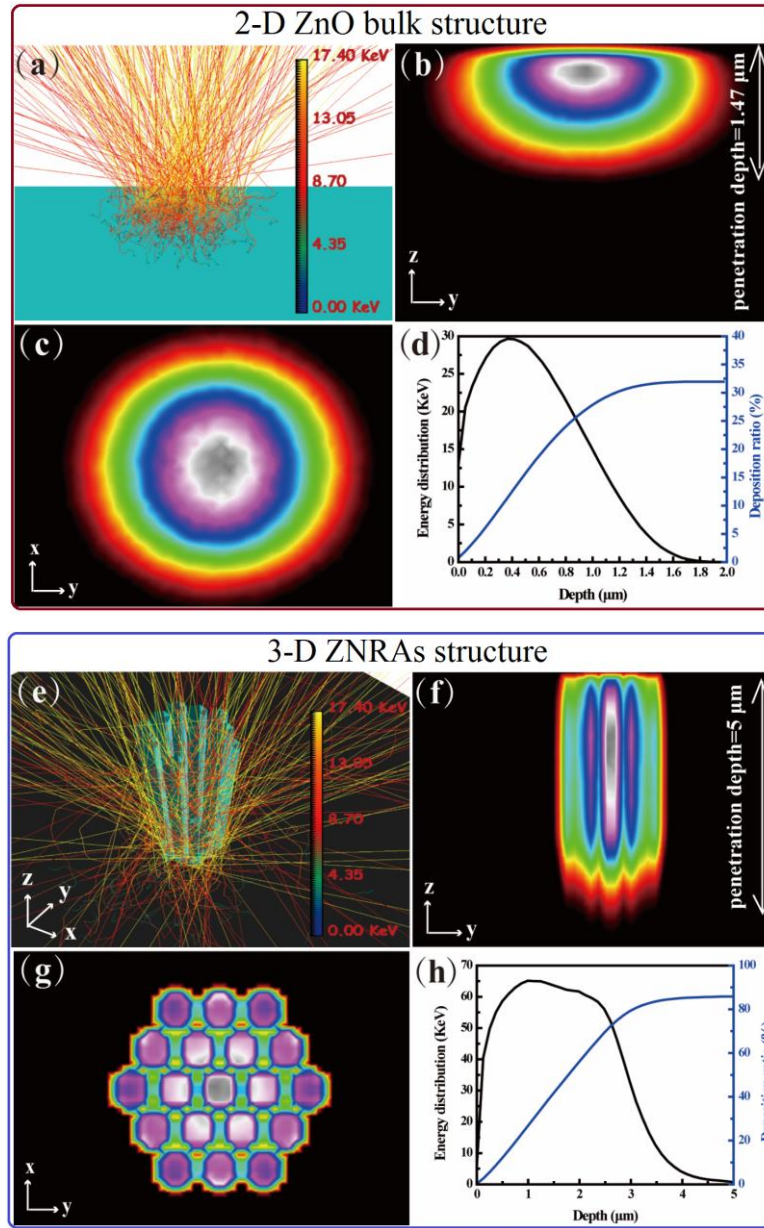 2-D ZnO bulk structure
(a)
17.40 KeV
13.05
8.70
4.35
0.00 KeV
(b)
penetration depth=1.47 μm
z
y
(c)
x
y
(d)
Energy distribution (KeV)
30
25
20
15
10
5
0
Deposition ratio (%)
40
35
30
25
20
15
10
5
0
0.0 0.2 0.4 0.6 0.8 1.0 1.2 1.4 1.6 1.8 2.0
Depth (μm)
3-D ZNRAs structure
(e)
17.40 KeV
13.05
8.70
4.35
0.00 KeV
z
y
x
(f)
penetration depth=5 μm
z
y
(g)
x
y
(h)
Energy distribution (KeV)
70
60
50
40
30
20
10
0
100
80
60
40
20
0
0 1 2 3 4 5
Depth (μm)